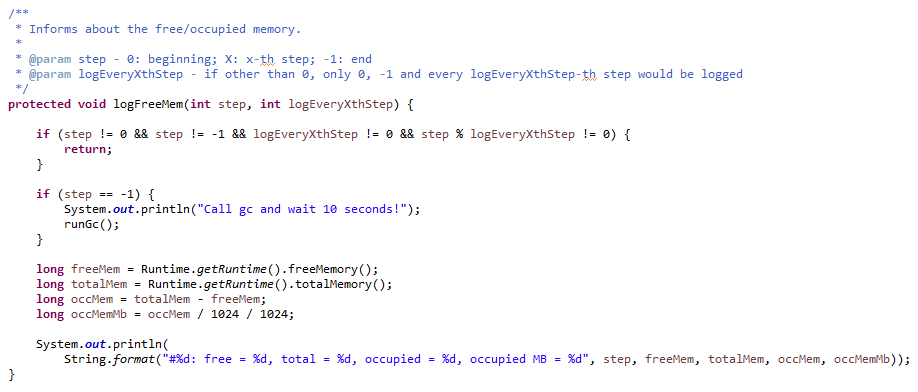 /**
 * Informs about the free/occupied memory.
 *
 * @param step - 0: beginning; X: x-th step; -1: end
 * @param logEveryXthStep - if other than 0, only 0, -1 and every logEveryXthStep-th step would be logged
 */
protected void logFreeMem(int step, int logEveryXthStep) {

    if (step != 0 && step != -1 && logEveryXthStep != 0 && step % logEveryXthStep != 0) {
        return;
    }

    if (step == -1) {
        System.out.println("Call gc and wait 10 seconds!");
        runGc();
    }

    long freeMem = Runtime.getRuntime().freeMemory();
    long totalMem = Runtime.getRuntime().totalMemory();
    long occMem = totalMem - freeMem;
    long occMemMb = occMem / 1024 / 1024;

    System.out.println(
        String.format("#%d: free = %d, total = %d, occupied = %d, occupied MB = %d", step, freeMem, totalMem, occMem, occMemMb));
}